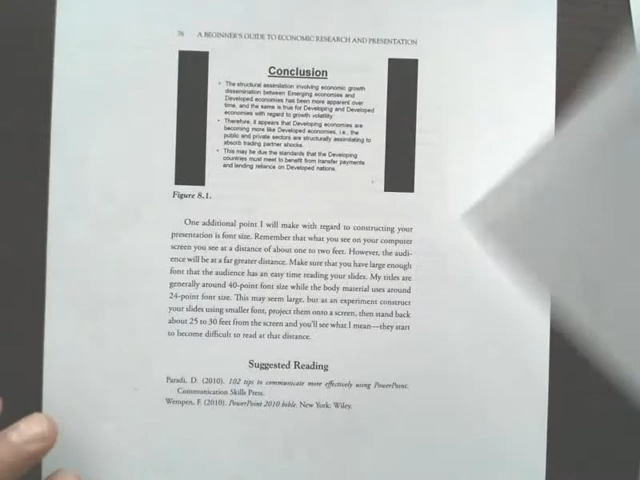 76 A BEGINNER'S GUIDE TO ECONOMIC RESEARCH AND PRESENTATION
Conclusion
• The structural assimilation involving economic growth
dissemination between Emerging economies and
Developed economies has been more apparent over
time, and the same is true for Developing and Developed
economies with regard to growth volatility.
• Therefore, it appears that Developing economies are
becoming more like Developed economies, i.e., the
public and private sectors are structurally assimilating to
absorb trading partner shocks.
• This may be due the standards that the Developing
countries must meet to benefit from transfer payments
and lending reliance on Developed nations.
Figure 8.1.
One additional point I will make with regard to constructing your
presentation is font size. Remember that what you see on your computer
screen you see at a distance of about one to two feet. However, the audi-
ence will be at a far greater distance. Make sure that you have large enough
font that the audience has an easy time reading your slides. My titles are
generally around 40-point font size while the body material uses around
24-point font size. This may seem large, but as an experiment construct
your slides using smaller font, project them onto a screen, then stand back
about 25 to 30 feet from the screen and you'll see what I mean—they start
to become difficult to read at that distance.
Suggested Reading
Paradi, D. (2010). 102 tips to communicate more effectively using PowerPoint.
Communication Skills Press.
Wempen, F. (2010). PowerPoint 2010 bible. New York: Wiley.